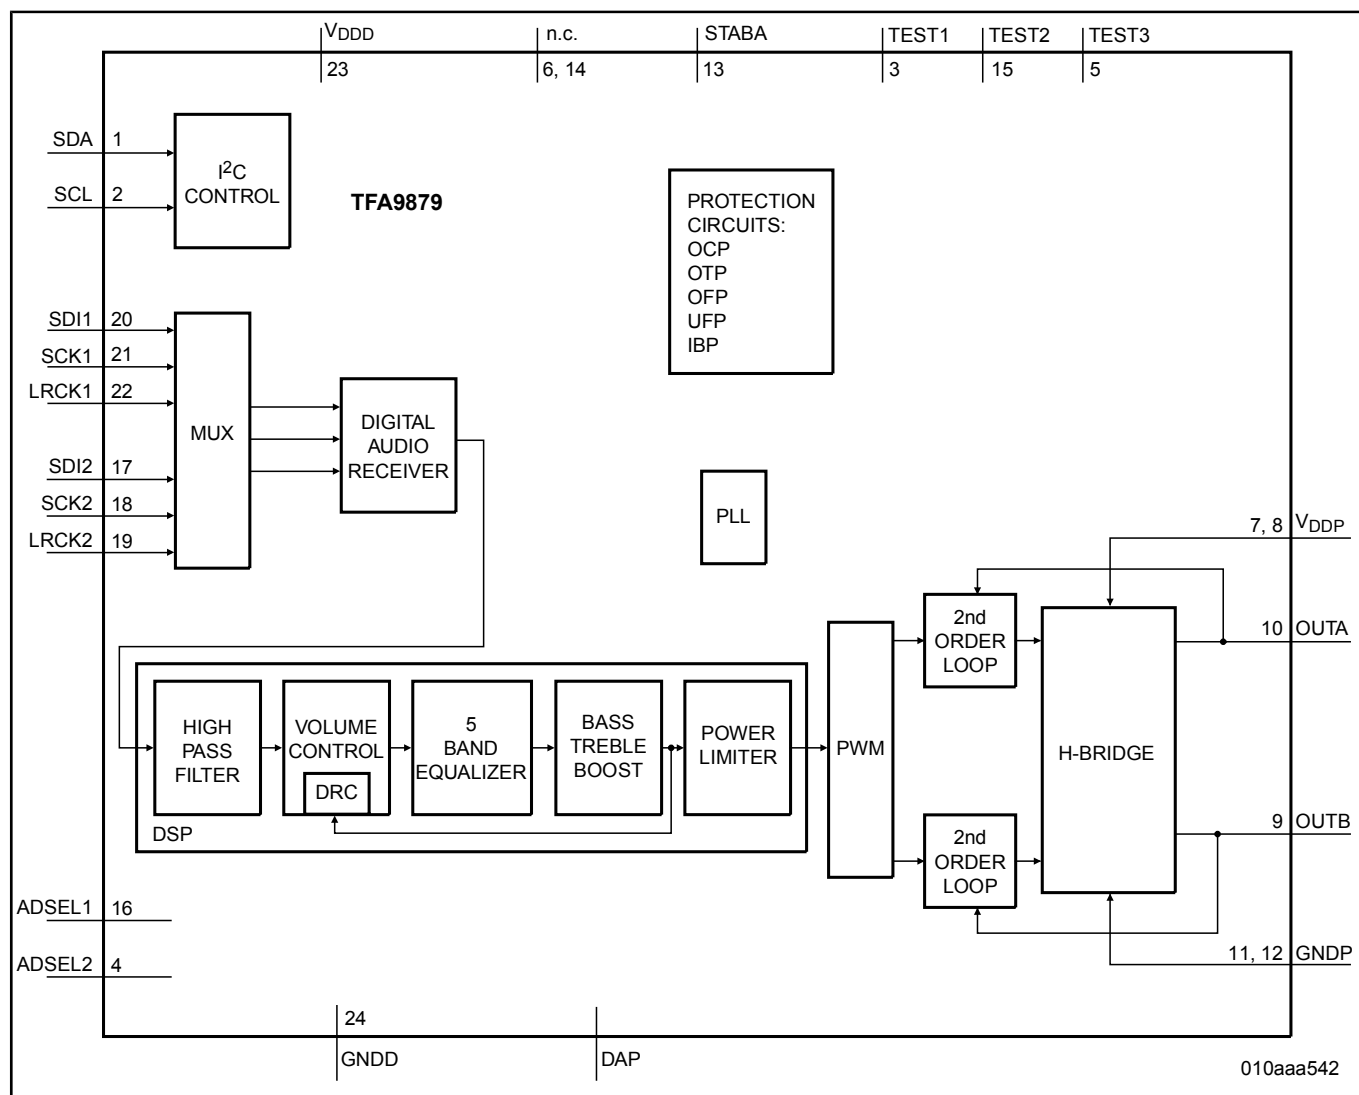 VDDD
n.c.
STABA
TEST1
TEST2
TEST3
23
6, 14
13
3
15
5
SDA
1
SCL
2
I2C
CONTROL
TFA9879
PROTECTION
CIRCUITS:
OCP
OTP
OFP
UFP
IBP
SDI1
20
SCK1
21
LRCK1
22
SDI2
17
SCK2
18
LRCK2
19
MUX
DIGITAL
AUDIO
RECEIVER
PLL
7, 8
VDDP
10
OUTA
9
OUTB
11, 12
GNDP
HIGH
PASS
FILTER
VOLUME
CONTROL
DRC
5
BAND
EQUALIZER
BASS
TREBLE
BOOST
POWER
LIMITER
DSP
PWM
2nd
ORDER
LOOP
2nd
ORDER
LOOP
H-BRIDGE
ADSEL1
16
ADSEL2
4
24
GNDD
DAP
010aaa542